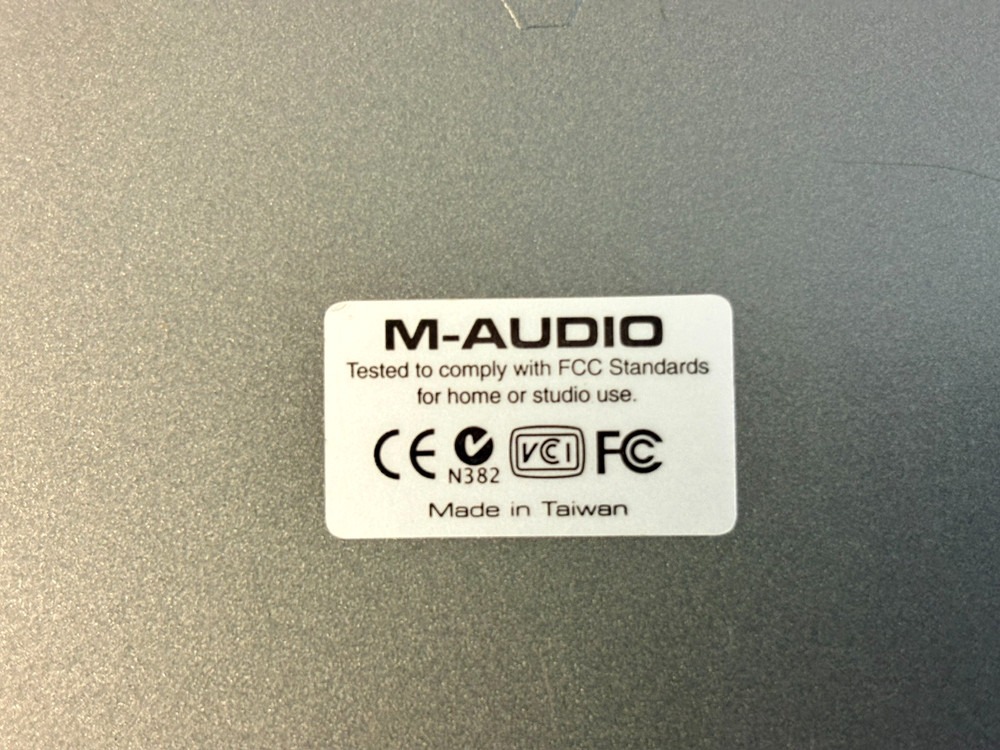 M-AUDIO
Tested to comply with FCC Standards
for home or studio use.
CE N382 VCI FC
Made in Taiwan